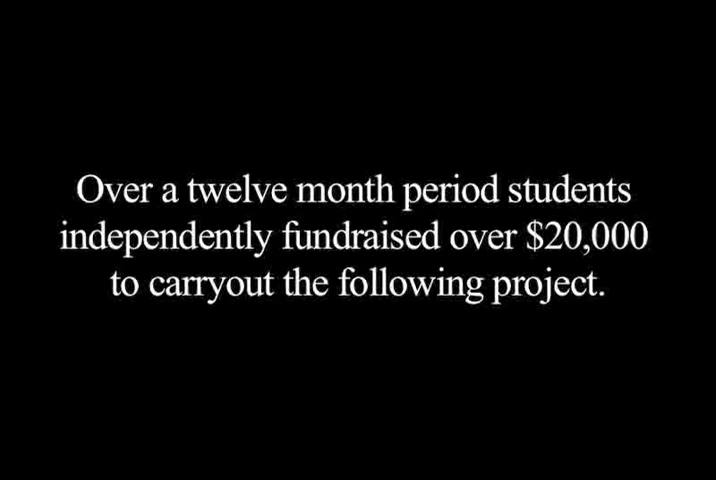 Over a twelve month period students
independently fundraised over $20,000
to carryout the following project.